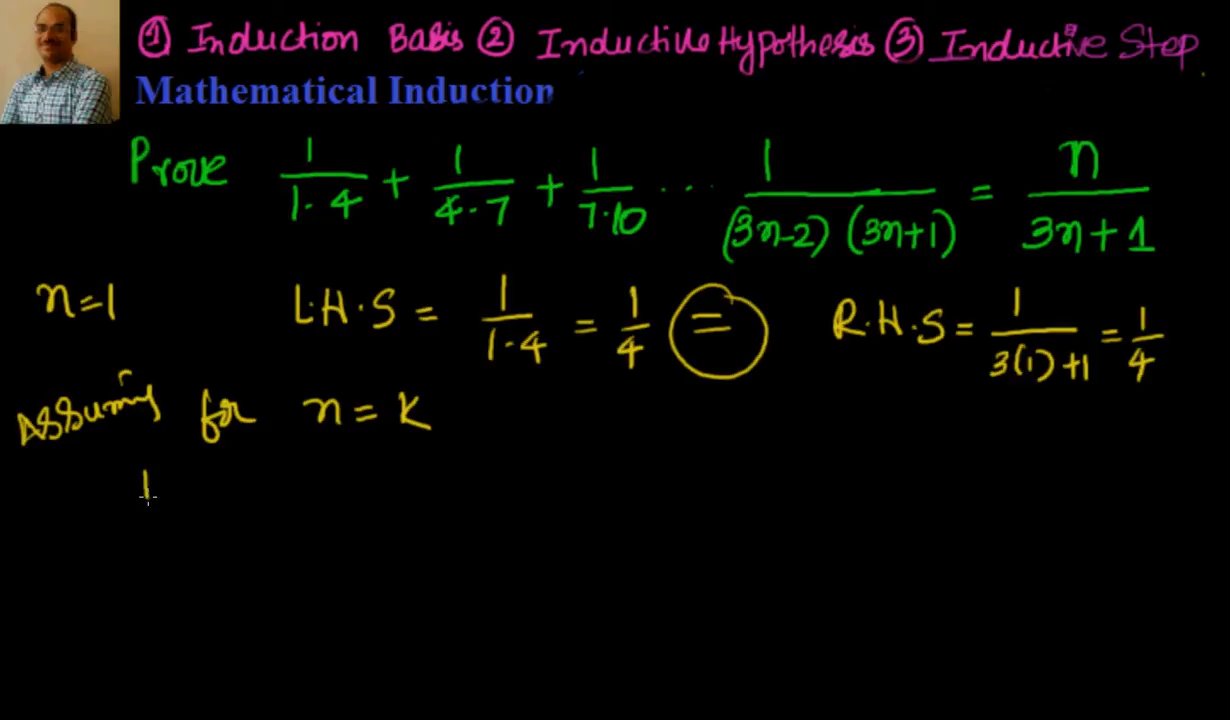 ① Induction Basis ② Inductive Hypothesis ③ Inductive Step
Mathematical Induction
Prove 1/(1·4) + 1/(4·7) + 1/(7·10) ... 1/((3n-2)(3n+1)) = n/(3n+1)
n=1 L.H.S = 1/(1·4) = 1/4 = R.H.S = 1/(3(1)+1) = 1/4
Assuming for n = K
1